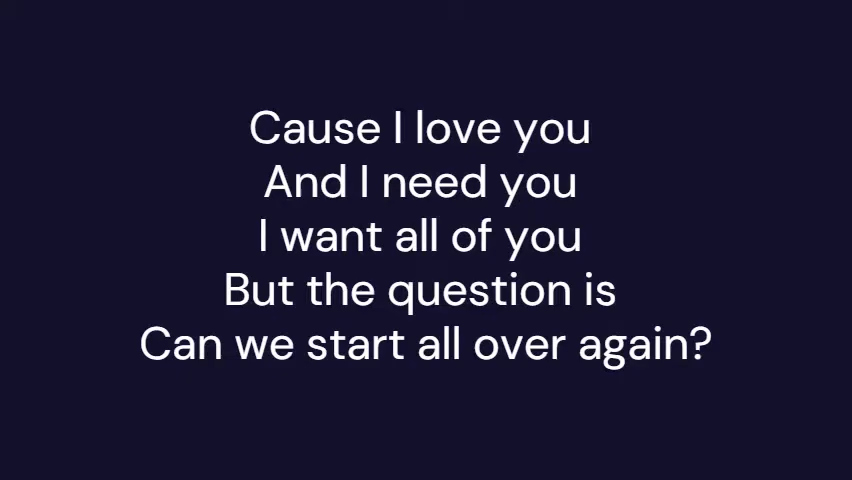 Cause I love you
And I need you
I want all of you
But the question is
Can we start all over again?